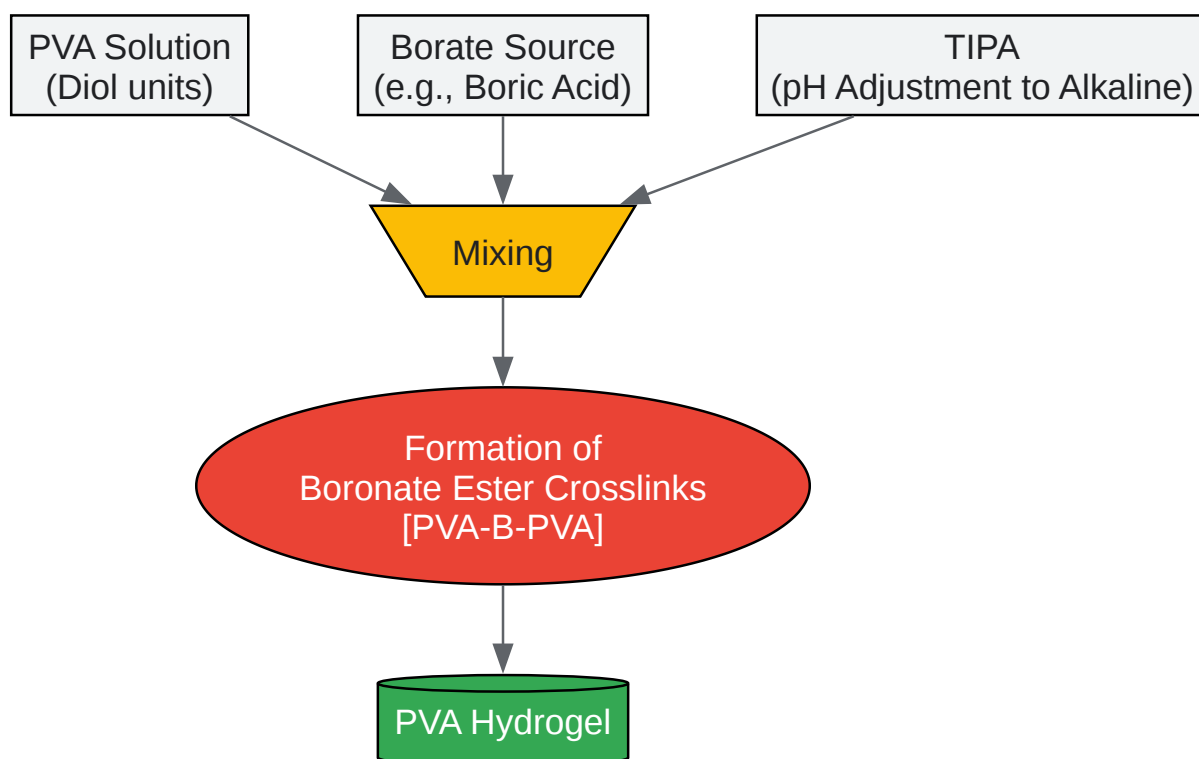 PVA Solution
(Diol units)
Borate Source
(e.g., Boric Acid)
TIPA
(pH Adjustment to Alkaline)
Mixing
Formation of
Boronate Ester Crosslinks
[PVA-B-PVA]
PVA Hydrogel